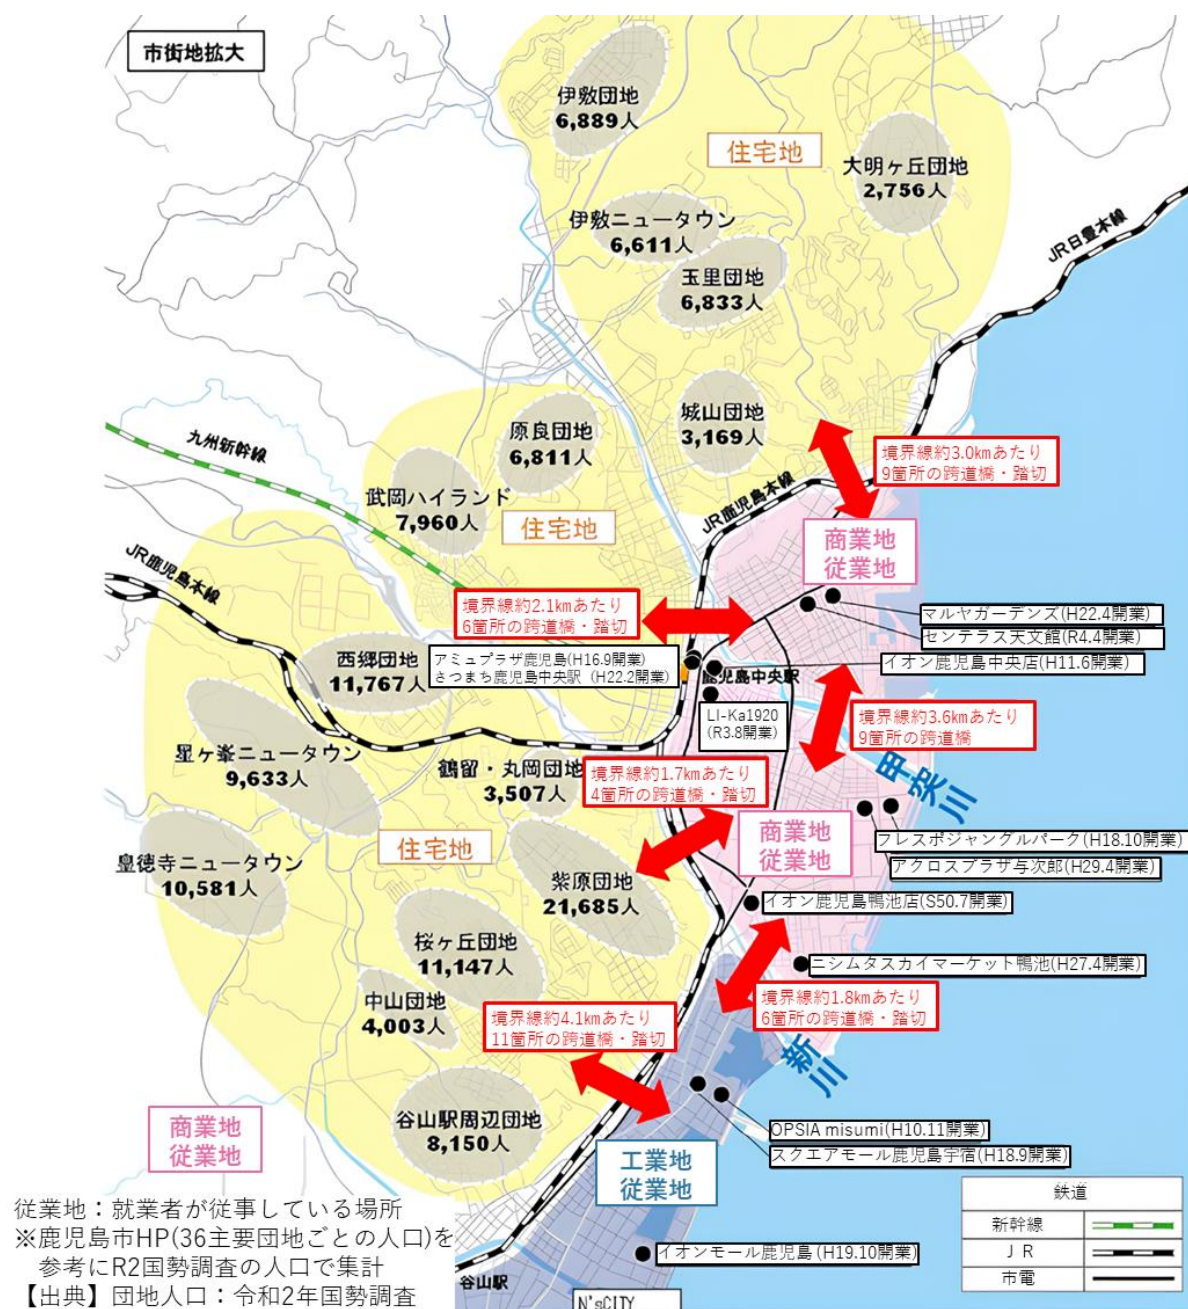 市街地拡大
伊敷団地
6,889人
住宅地
大明ヶ丘団地
2,756人
伊敷ニュータウン
6,611人
玉里団地
6,833人
JR日豊本線
城山団地
3,169人
原良団地
6,811人
九州新幹線
武岡ハイランド
7,960人
住宅地
境界線約3.0kmあたり
9箇所の跨道橋・踏切
JR鹿児島本線
商業地
従業地
JR鹿児島本線
境界線約2.1kmあたり
6箇所の跨道橋・踏切
マルヤガーデンズ(H22.4開業)
センテラス天文館(R4.4開業)
西郷団地
11,767人
アミュプラザ鹿児島(H16.9開業)
さつまち鹿児島中央駅（H22.2開業）
イオン鹿児島中央店(H11.6開業)
鹿児島中央駅
LI-Ka1920
(R3.8開業)
境界線約3.6kmあたり
9箇所の跨道橋
星ヶ峯ニュータウン
9,633人
鶴留・丸岡団地
3,507人
境界線約1.7kmあたり
4箇所の跨道橋・踏切
甲突川
住宅地
商業地
従業地
フレスポジャングルパーク(H18.10開業)
アクロスプラザ与次郎(H29.4開業)
皇徳寺ニュータウン
10,581人
紫原団地
21,685人
イオン鹿児島鴨池店(S50.7開業)
桜ヶ丘団地
11,147人
ニシムタスカイマーケット鴨池(H27.4開業)
中山団地
4,003人
境界線約4.1kmあたり
11箇所の跨道橋・踏切
境界線約1.8kmあたり
6箇所の跨道橋・踏切
新川
谷山駅周辺団地
8,150人
商業地
従業地
OPSIA misumi(H10.11開業)
スクエアモール鹿児島宇宿(H18.9開業)
工業地
従業地
従業地：就業者が従事している場所
※鹿児島市HP(36主要団地ごとの人口)を
参考にR2国勢調査の人口で集計
【出典】団地人口：令和2年国勢調査
イオンモール鹿児島(H19.10開業)
谷山駅
N'sCITY
鉄道
新幹線
ＪＲ
市電